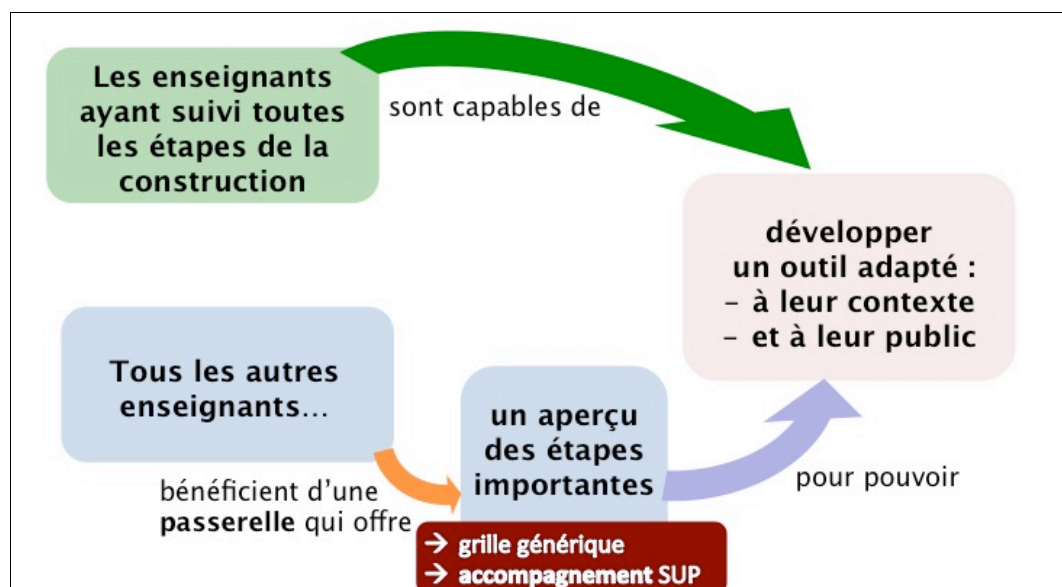 Les enseignants
ayant suivi toutes
les étapes de la
construction
sont capables de
développer
un outil adapté :
– à leur contexte
– et à leur public
Tous les autres
enseignants…
bénéficient d’une
passerelle qui offre
un aperçu
des étapes
importantes
→ grille générique
→ accompagnement SUP
pour pouvoir